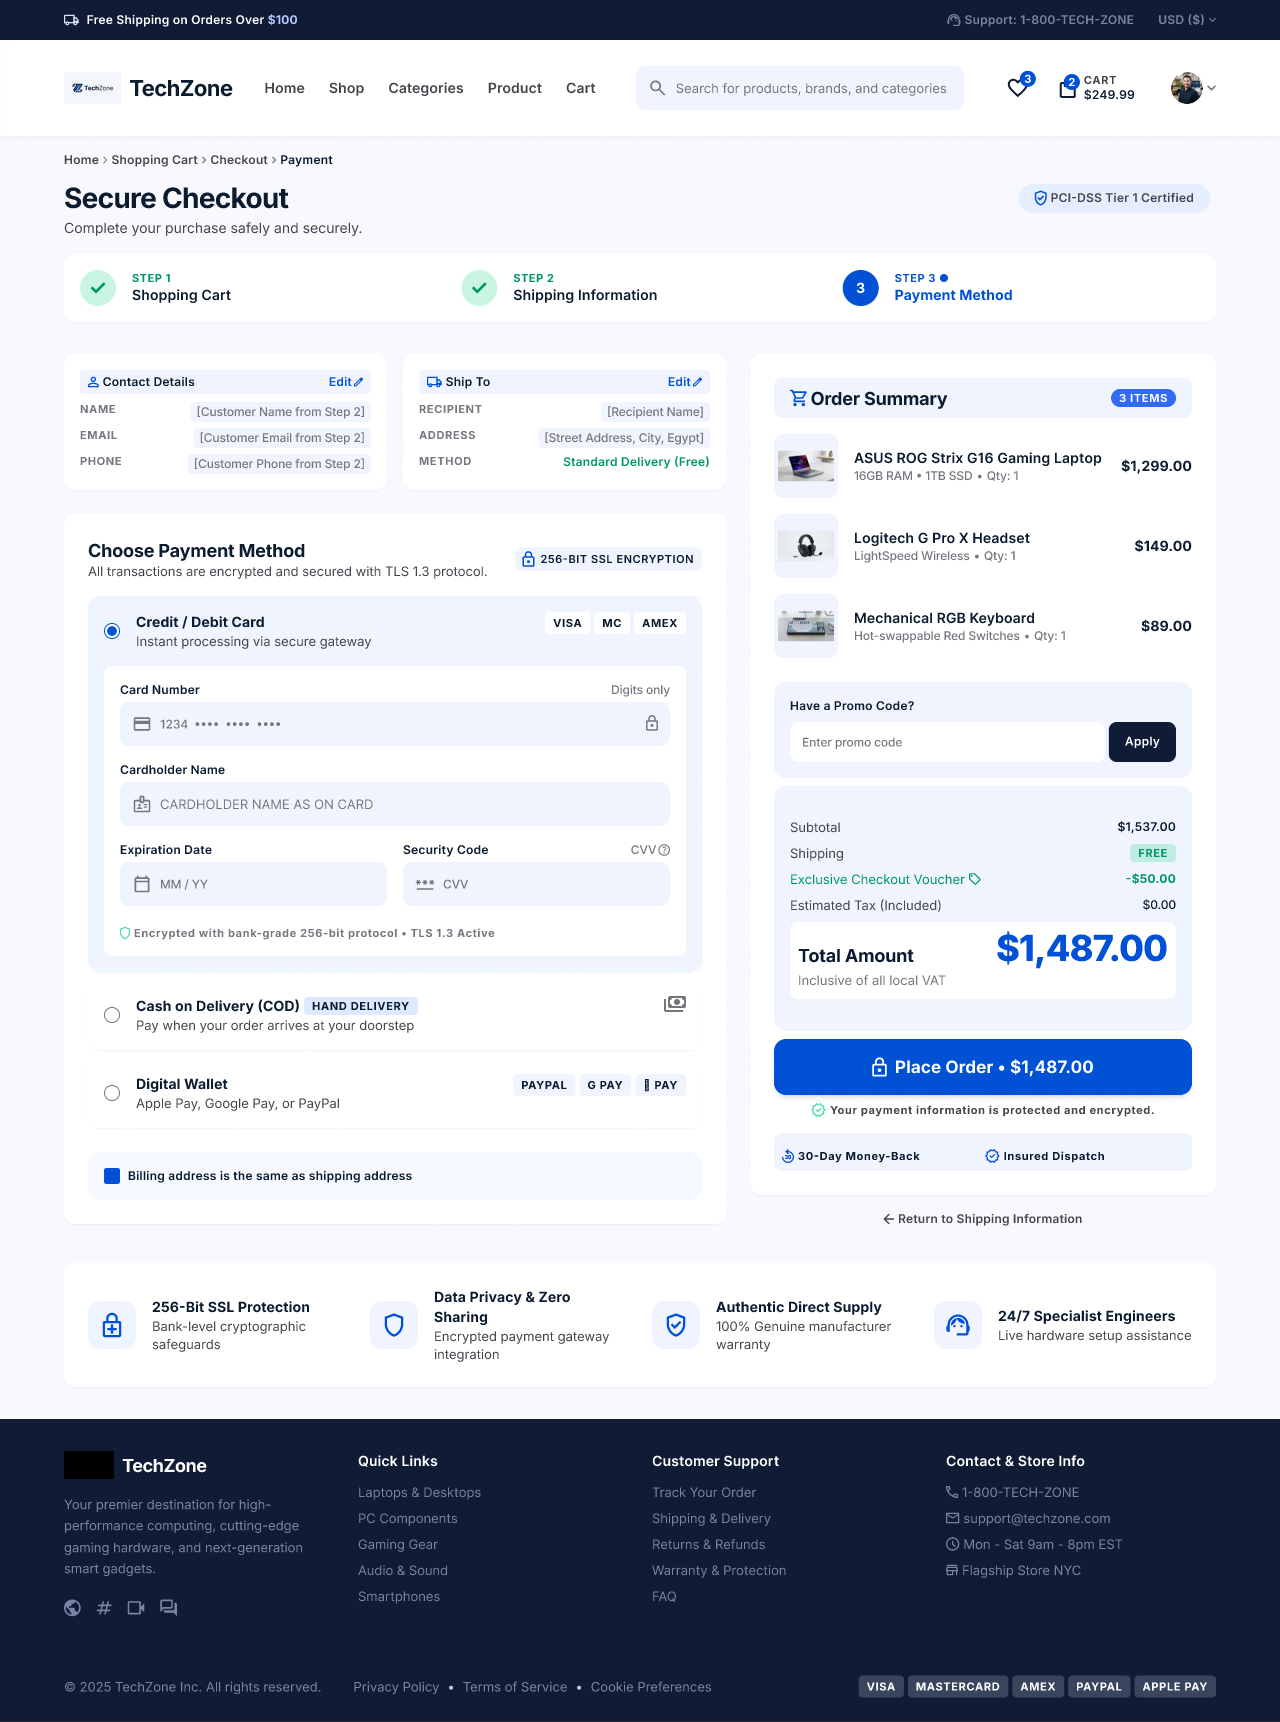 Free Shipping on Orders Over $100
Support: 1-800-TECH-ZONE
USD ($)
TechZone
TechZone
Home
Shop
Categories
Product
Cart
Search for products, brands, and categories
3
2
CART
$249.99
Home > Shopping Cart > Checkout > Payment
Secure Checkout
Complete your purchase safely and securely.
PCI-DSS Tier 1 Certified
STEP 1
Shopping Cart
STEP 2
Shipping Information
3
STEP 3 ●
Payment Method
Contact Details
Edit
NAME
[Customer Name from Step 2]
EMAIL
[Customer Email from Step 2]
PHONE
[Customer Phone from Step 2]
Ship To
Edit
RECIPIENT
[Recipient Name]
ADDRESS
[Street Address, City, Egypt]
METHOD
Standard Delivery (Free)
Choose Payment Method
All transactions are encrypted and secured with TLS 1.3 protocol.
256-BIT SSL ENCRYPTION
Credit / Debit Card
Instant processing via secure gateway
VISA
MC
AMEX
Card Number
Digits only
1234 •••• •••• ••••
Cardholder Name
CARDHOLDER NAME AS ON CARD
Expiration Date
MM / YY
Security Code
CVV
***
CVV
Encrypted with bank-grade 256-bit protocol • TLS 1.3 Active
Cash on Delivery (COD)
HAND DELIVERY
Pay when your order arrives at your doorstep
Digital Wallet
Apple Pay, Google Pay, or PayPal
PAYPAL
G PAY
PAY
Billing address is the same as shipping address
Order Summary
3 ITEMS
ASUS ROG Strix G16 Gaming Laptop
16GB RAM • 1TB SSD • Qty: 1
$1,299.00
Logitech G Pro X Headset
LightSpeed Wireless • Qty: 1
$149.00
Mechanical RGB Keyboard
Hot-swappable Red Switches • Qty: 1
$89.00
Have a Promo Code?
Enter promo code
Apply
Subtotal
$1,537.00
Shipping
FREE
Exclusive Checkout Voucher
-$50.00
Estimated Tax (Included)
$0.00
Total Amount
$1,487.00
Inclusive of all local VAT
Place Order • $1,487.00
Your payment information is protected and encrypted.
30-Day Money-Back
Insured Dispatch
Return to Shipping Information
256-Bit SSL Protection
Bank-level cryptographic
safeguards
Data Privacy & Zero
Sharing
Encrypted payment gateway
integration
Authentic Direct Supply
100% Genuine manufacturer
warranty
24/7 Specialist Engineers
Live hardware setup assistance
TechZone
Your premier destination for high-
performance computing, cutting-edge
gaming hardware, and next-generation
smart gadgets.
Quick Links
Laptops & Desktops
PC Components
Gaming Gear
Audio & Sound
Smartphones
Customer Support
Track Your Order
Shipping & Delivery
Returns & Refunds
Warranty & Protection
FAQ
Contact & Store Info
1-800-TECH-ZONE
support@techzone.com
Mon - Sat 9am - 8pm EST
Flagship Store NYC
© 2025 TechZone Inc. All rights reserved.
Privacy Policy • Terms of Service • Cookie Preferences
VISA
MASTERCARD
AMEX
PAYPAL
APPLE PAY